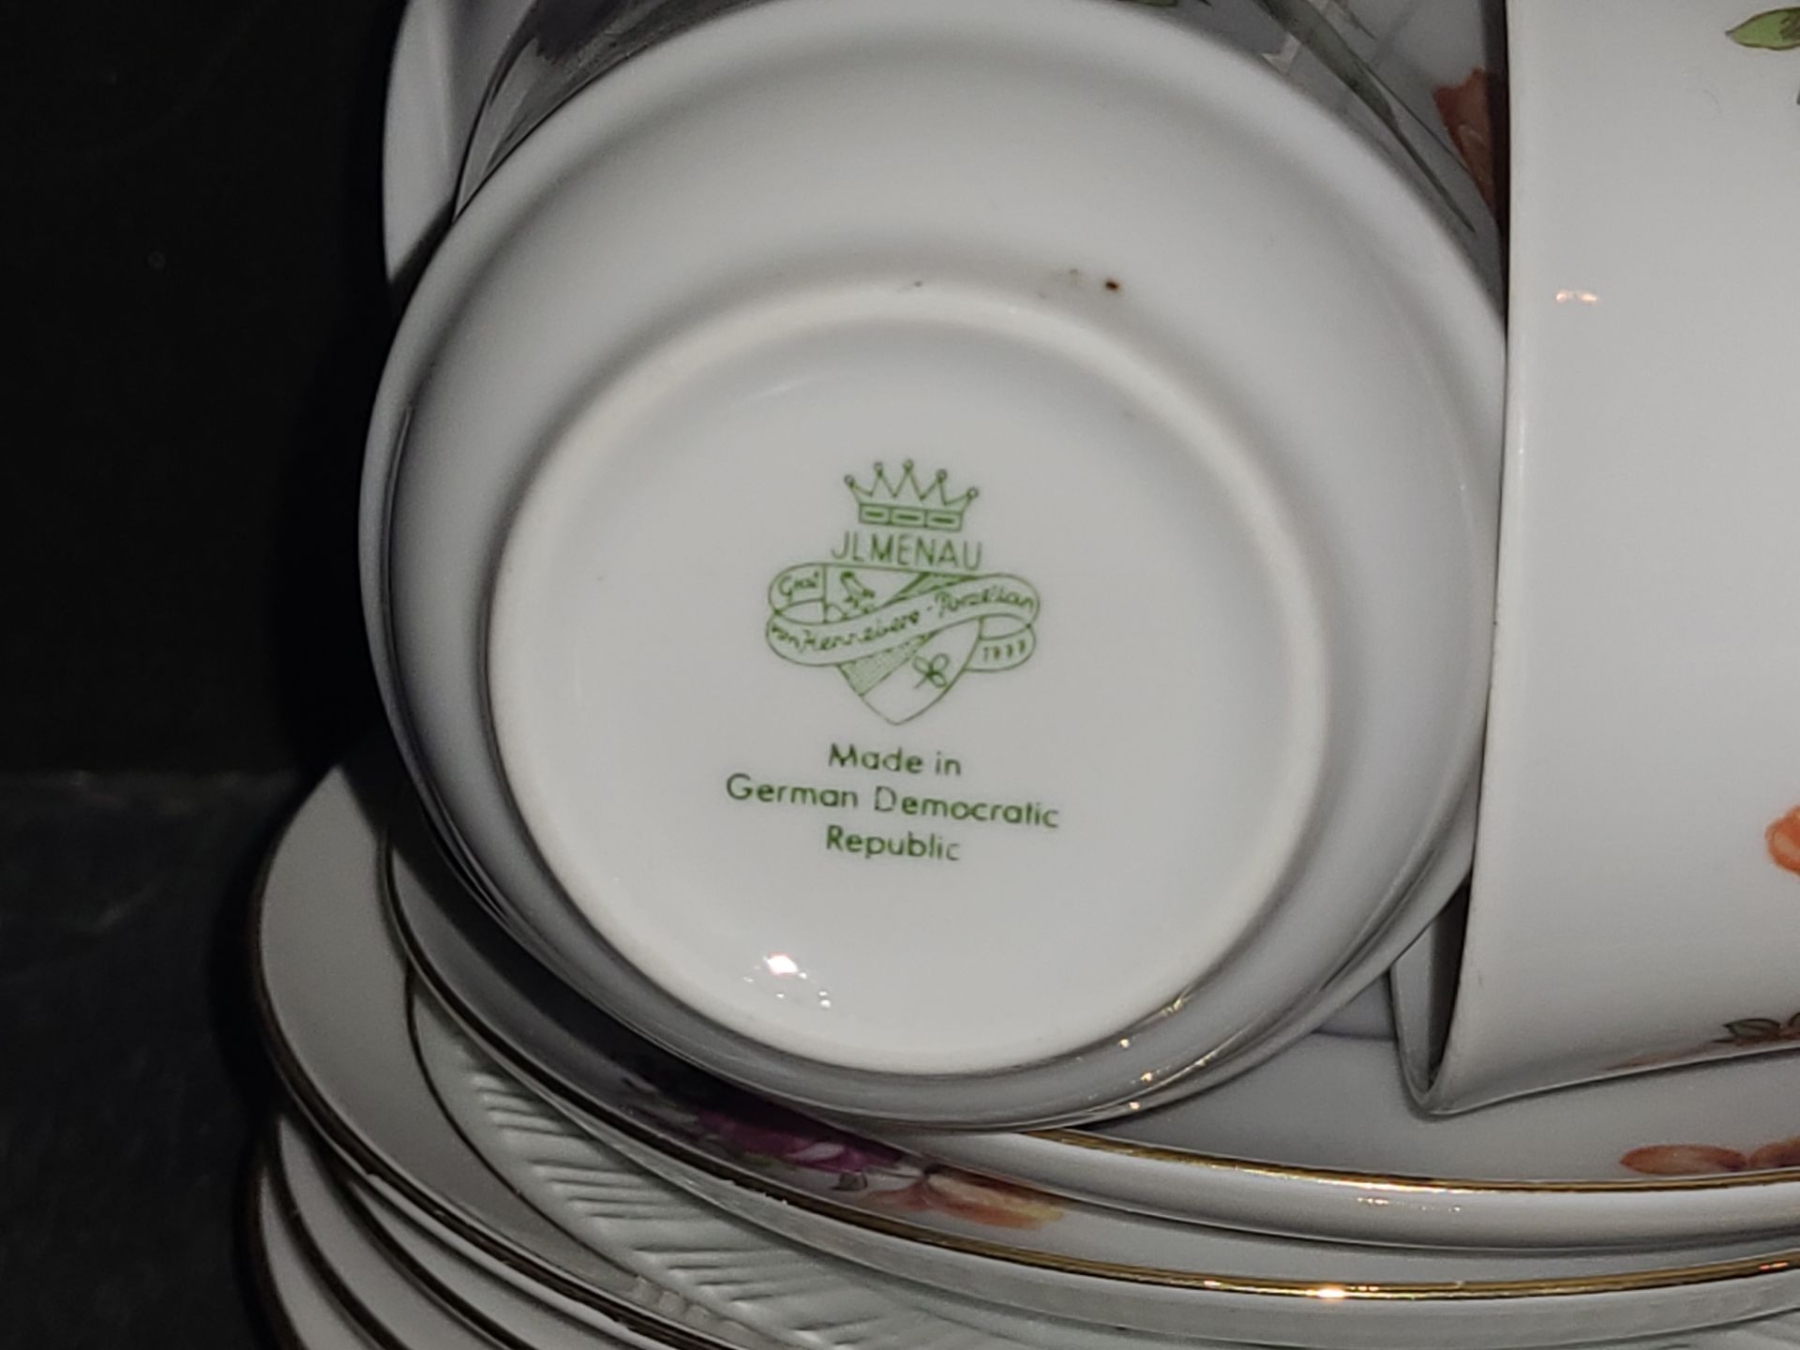 JLMENAU
Graf
von Henneberg-Porzellan
1777
Made in
German Democratic
Republic